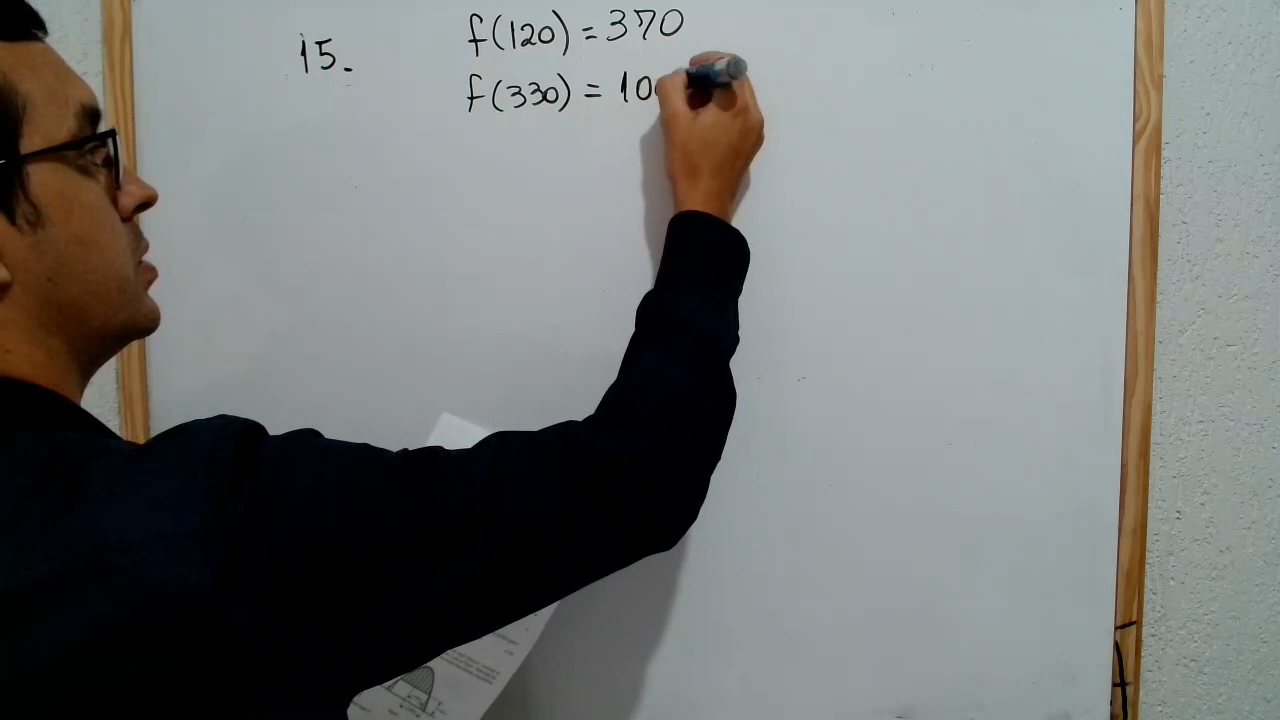 15.
f(120) = 370
f(330) = 10